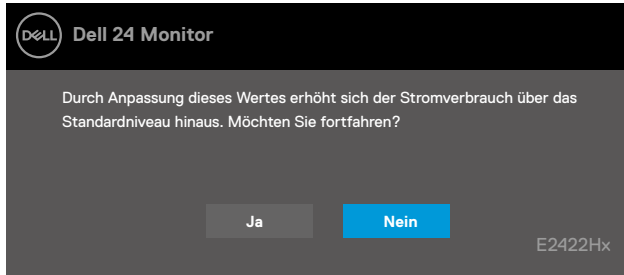 DELL Dell 24 Monitor
Durch Anpassung dieses Wertes erhöht sich der Stromverbrauch über das
Standardniveau hinaus. Möchten Sie fortfahren?
Ja Nein
E2422Hx